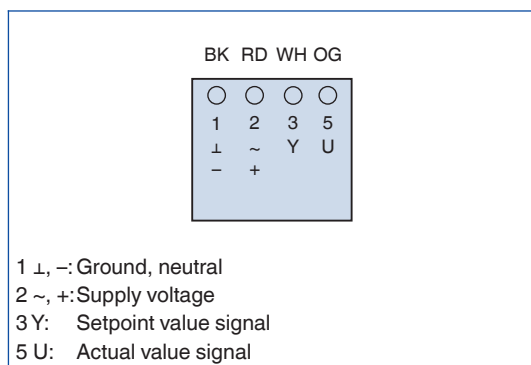 BK RD WH OG
1 2 3 5
⊥ ~ Y U
– +
1 ⊥, –: Ground, neutral
2 ~, +: Supply voltage
3 Y: Setpoint value signal
5 U: Actual value signal